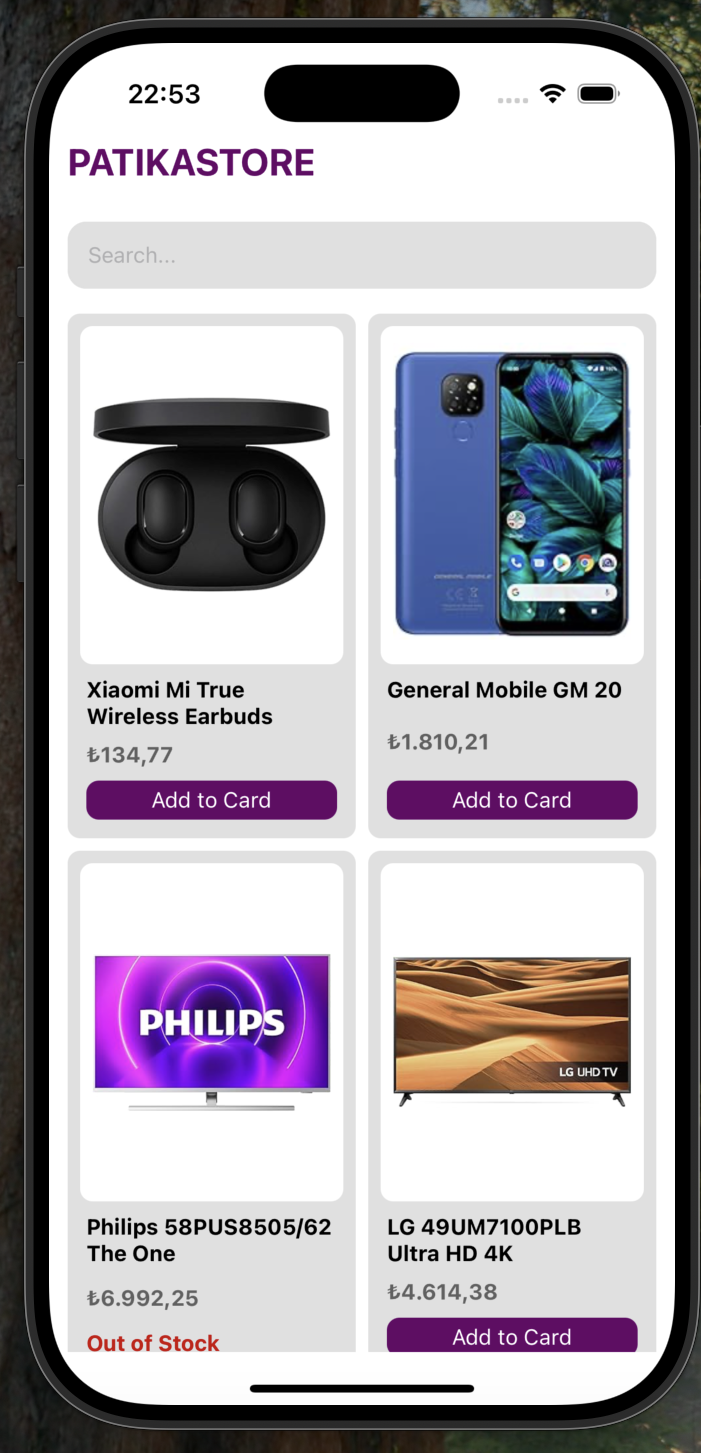 22:53
PATIKASTORE
Search...
Xiaomi Mi True
Wireless Earbuds
₺134,77
Add to Card
General Mobile GM 20
₺1.810,21
Add to Card
PHILIPS
Philips 58PUS8505/62
The One
₺6.992,25
Out of Stock
LG UHD TV
LG 49UM7100PLB
Ultra HD 4K
₺4.614,38
Add to Card